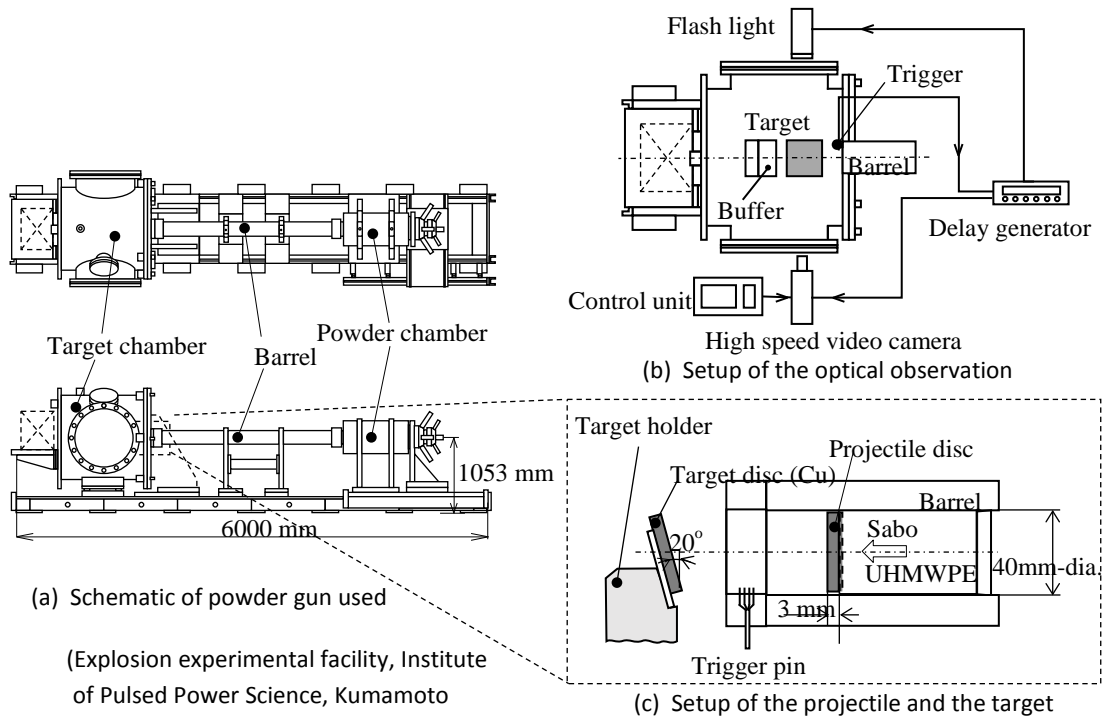 Target chamber
Barrel
Powder chamber
1053 mm
6000 mm
(a) Schematic of powder gun used
(Explosion experimental facility, Institute
of Pulsed Power Science, Kumamoto
Flash light
Trigger
Target
Barrel
Buffer
Delay generator
Control unit
High speed video camera
(b) Setup of the optical observation
Target holder
Projectile disc
Target disc (Cu)
Barrel
20°
Sabo
UHMWPE
40mm-dia.
3 mm
Trigger pin
(c) Setup of the projectile and the target